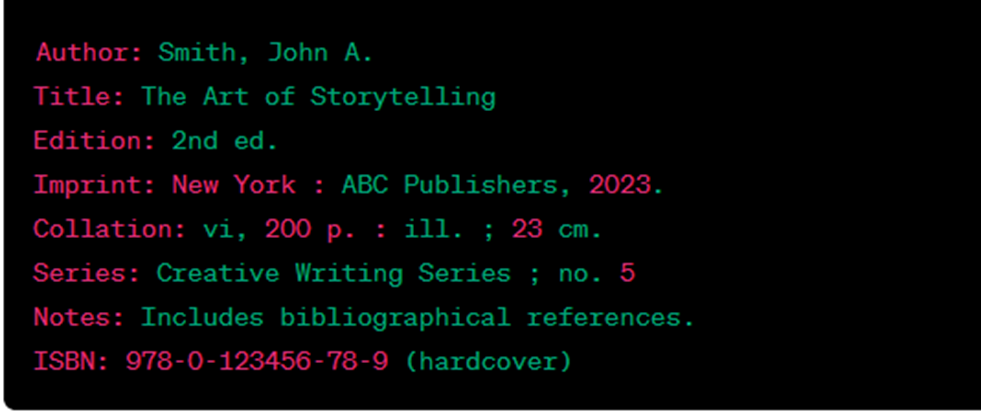 Author: Smith, John A.
Title: The Art of Storytelling
Edition: 2nd ed.
Imprint: New York : ABC Publishers, 2023.
Collation: vi, 200 p. : ill. ; 23 cm.
Series: Creative Writing Series ; no. 5
Notes: Includes bibliographical references.
ISBN: 978-0-123456-78-9 (hardcover)